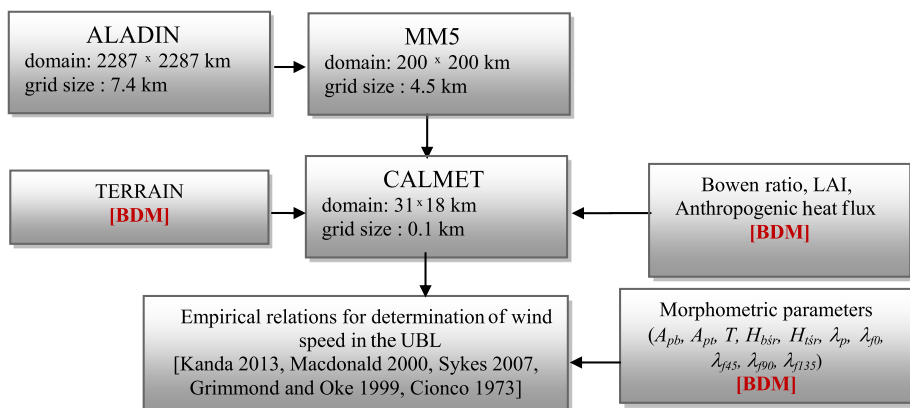 ALADIN
domain: 2287 x 2287 km
grid size : 7.4 km
MM5
domain: 200 x 200 km
grid size : 4.5 km
TERRAIN
[BDM]
CALMET
domain: 31x18 km
grid size : 0.1 km
Bowen ratio, LAI,
Anthropogenic heat flux
[BDM]
Empirical relations for determination of wind
speed in the UBL
[Kanda 2013, Macdonald 2000, Sykes 2007,
Grimmond and Oke 1999, Cionco 1973]
Morphometric parameters
(Apb, Apt, T, Hbśr, Htśr, λp, λf0,
λf45, λf90, λf135)
[BDM]